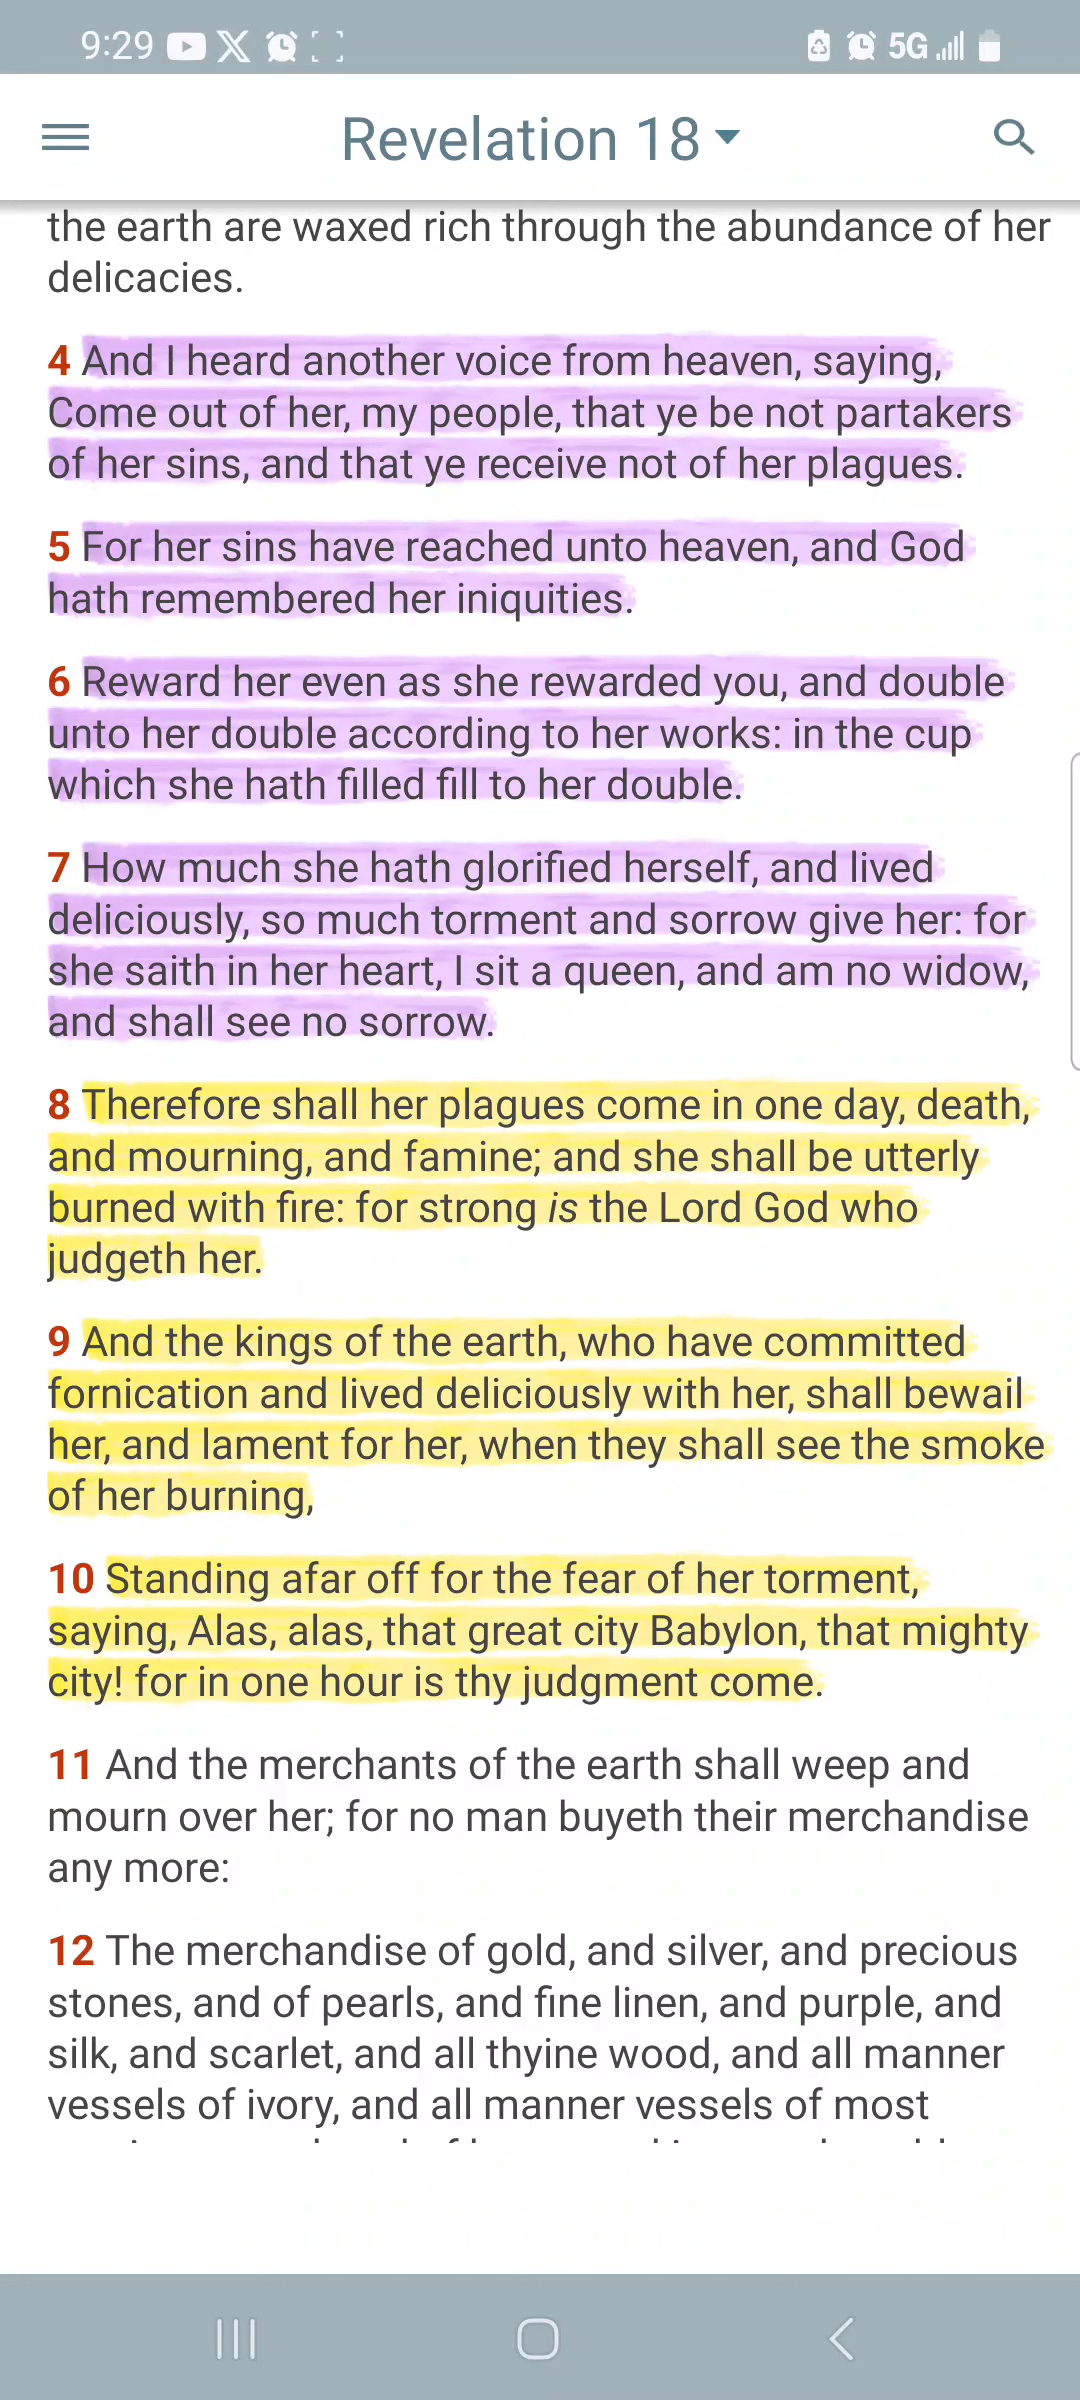 9:29
5G
Revelation 18
the earth are waxed rich through the abundance of her
delicacies.
4 And I heard another voice from heaven, saying,
Come out of her, my people, that ye be not partakers
of her sins, and that ye receive not of her plagues.
5 For her sins have reached unto heaven, and God
hath remembered her iniquities.
6 Reward her even as she rewarded you, and double
unto her double according to her works: in the cup
which she hath filled fill to her double.
7 How much she hath glorified herself, and lived
deliciously, so much torment and sorrow give her: for
she saith in her heart, I sit a queen, and am no widow,
and shall see no sorrow.
8 Therefore shall her plagues come in one day, death,
and mourning, and famine; and she shall be utterly
burned with fire: for strong is the Lord God who
judgeth her.
9 And the kings of the earth, who have committed
fornication and lived deliciously with her, shall bewail
her, and lament for her, when they shall see the smoke
of her burning,
10 Standing afar off for the fear of her torment,
saying, Alas, alas, that great city Babylon, that mighty
city! for in one hour is thy judgment come.
11 And the merchants of the earth shall weep and
mourn over her; for no man buyeth their merchandise
any more:
12 The merchandise of gold, and silver, and precious
stones, and of pearls, and fine linen, and purple, and
silk, and scarlet, and all thyine wood, and all manner
vessels of ivory, and all manner vessels of most